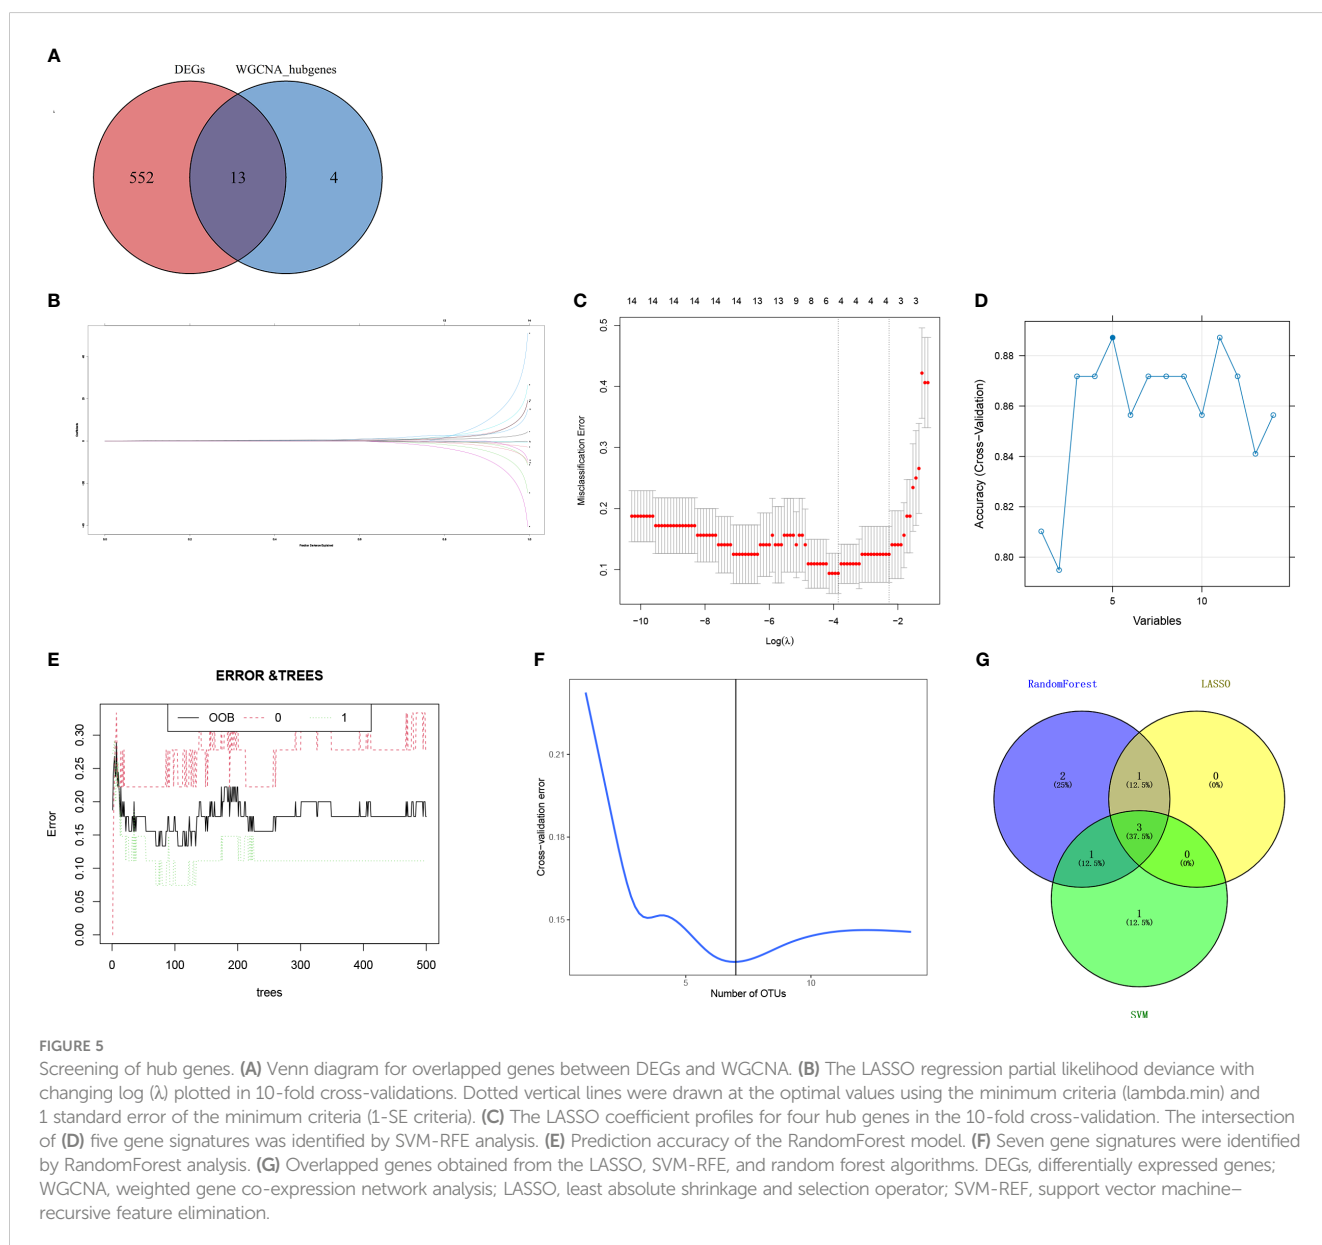 A
DEGs WGCNA_hubgenes
552 13 4
B
Fraction Deviance Explained
C
14 14 14 14 14 14 13 13 9 8 6 4 4 4 4 3 3
0.5
0.4
0.3
0.2
0.1
Misclassification Error
−10 −8 −6 −4 −2
Log(λ)
D
0.88
0.86
0.84
0.82
0.80
Accuracy (Cross−Validation)
5 10
Variables
E
ERROR &TREES
OOB 0 1
0.30
0.25
0.20
0.15
0.10
0.05
0.00
Error
0 100 200 300 400 500
trees
F
0.21
0.18
0.15
Cross−validation error
5 10
Number of OTUs
G
RandomForest LASSO
2 1 0
(25%) (12.5%) (0%)
3
(37.5%)
1 0
(12.5%) (0%)
1
(12.5%)
SVM
FIGURE 5
Screening of hub genes. (A) Venn diagram for overlapped genes between DEGs and WGCNA. (B) The LASSO regression partial likelihood deviance with
changing log (λ) plotted in 10-fold cross-validations. Dotted vertical lines were drawn at the optimal values using the minimum criteria (lambda.min) and
1 standard error of the minimum criteria (1-SE criteria). (C) The LASSO coefficient profiles for four hub genes in the 10-fold cross-validation. The intersection
of (D) five gene signatures was identified by SVM-RFE analysis. (E) Prediction accuracy of the RandomForest model. (F) Seven gene signatures were identified
by RandomForest analysis. (G) Overlapped genes obtained from the LASSO, SVM-RFE, and random forest algorithms. DEGs, differentially expressed genes;
WGCNA, weighted gene co-expression network analysis; LASSO, least absolute shrinkage and selection operator; SVM-REF, support vector machine–
recursive feature elimination.